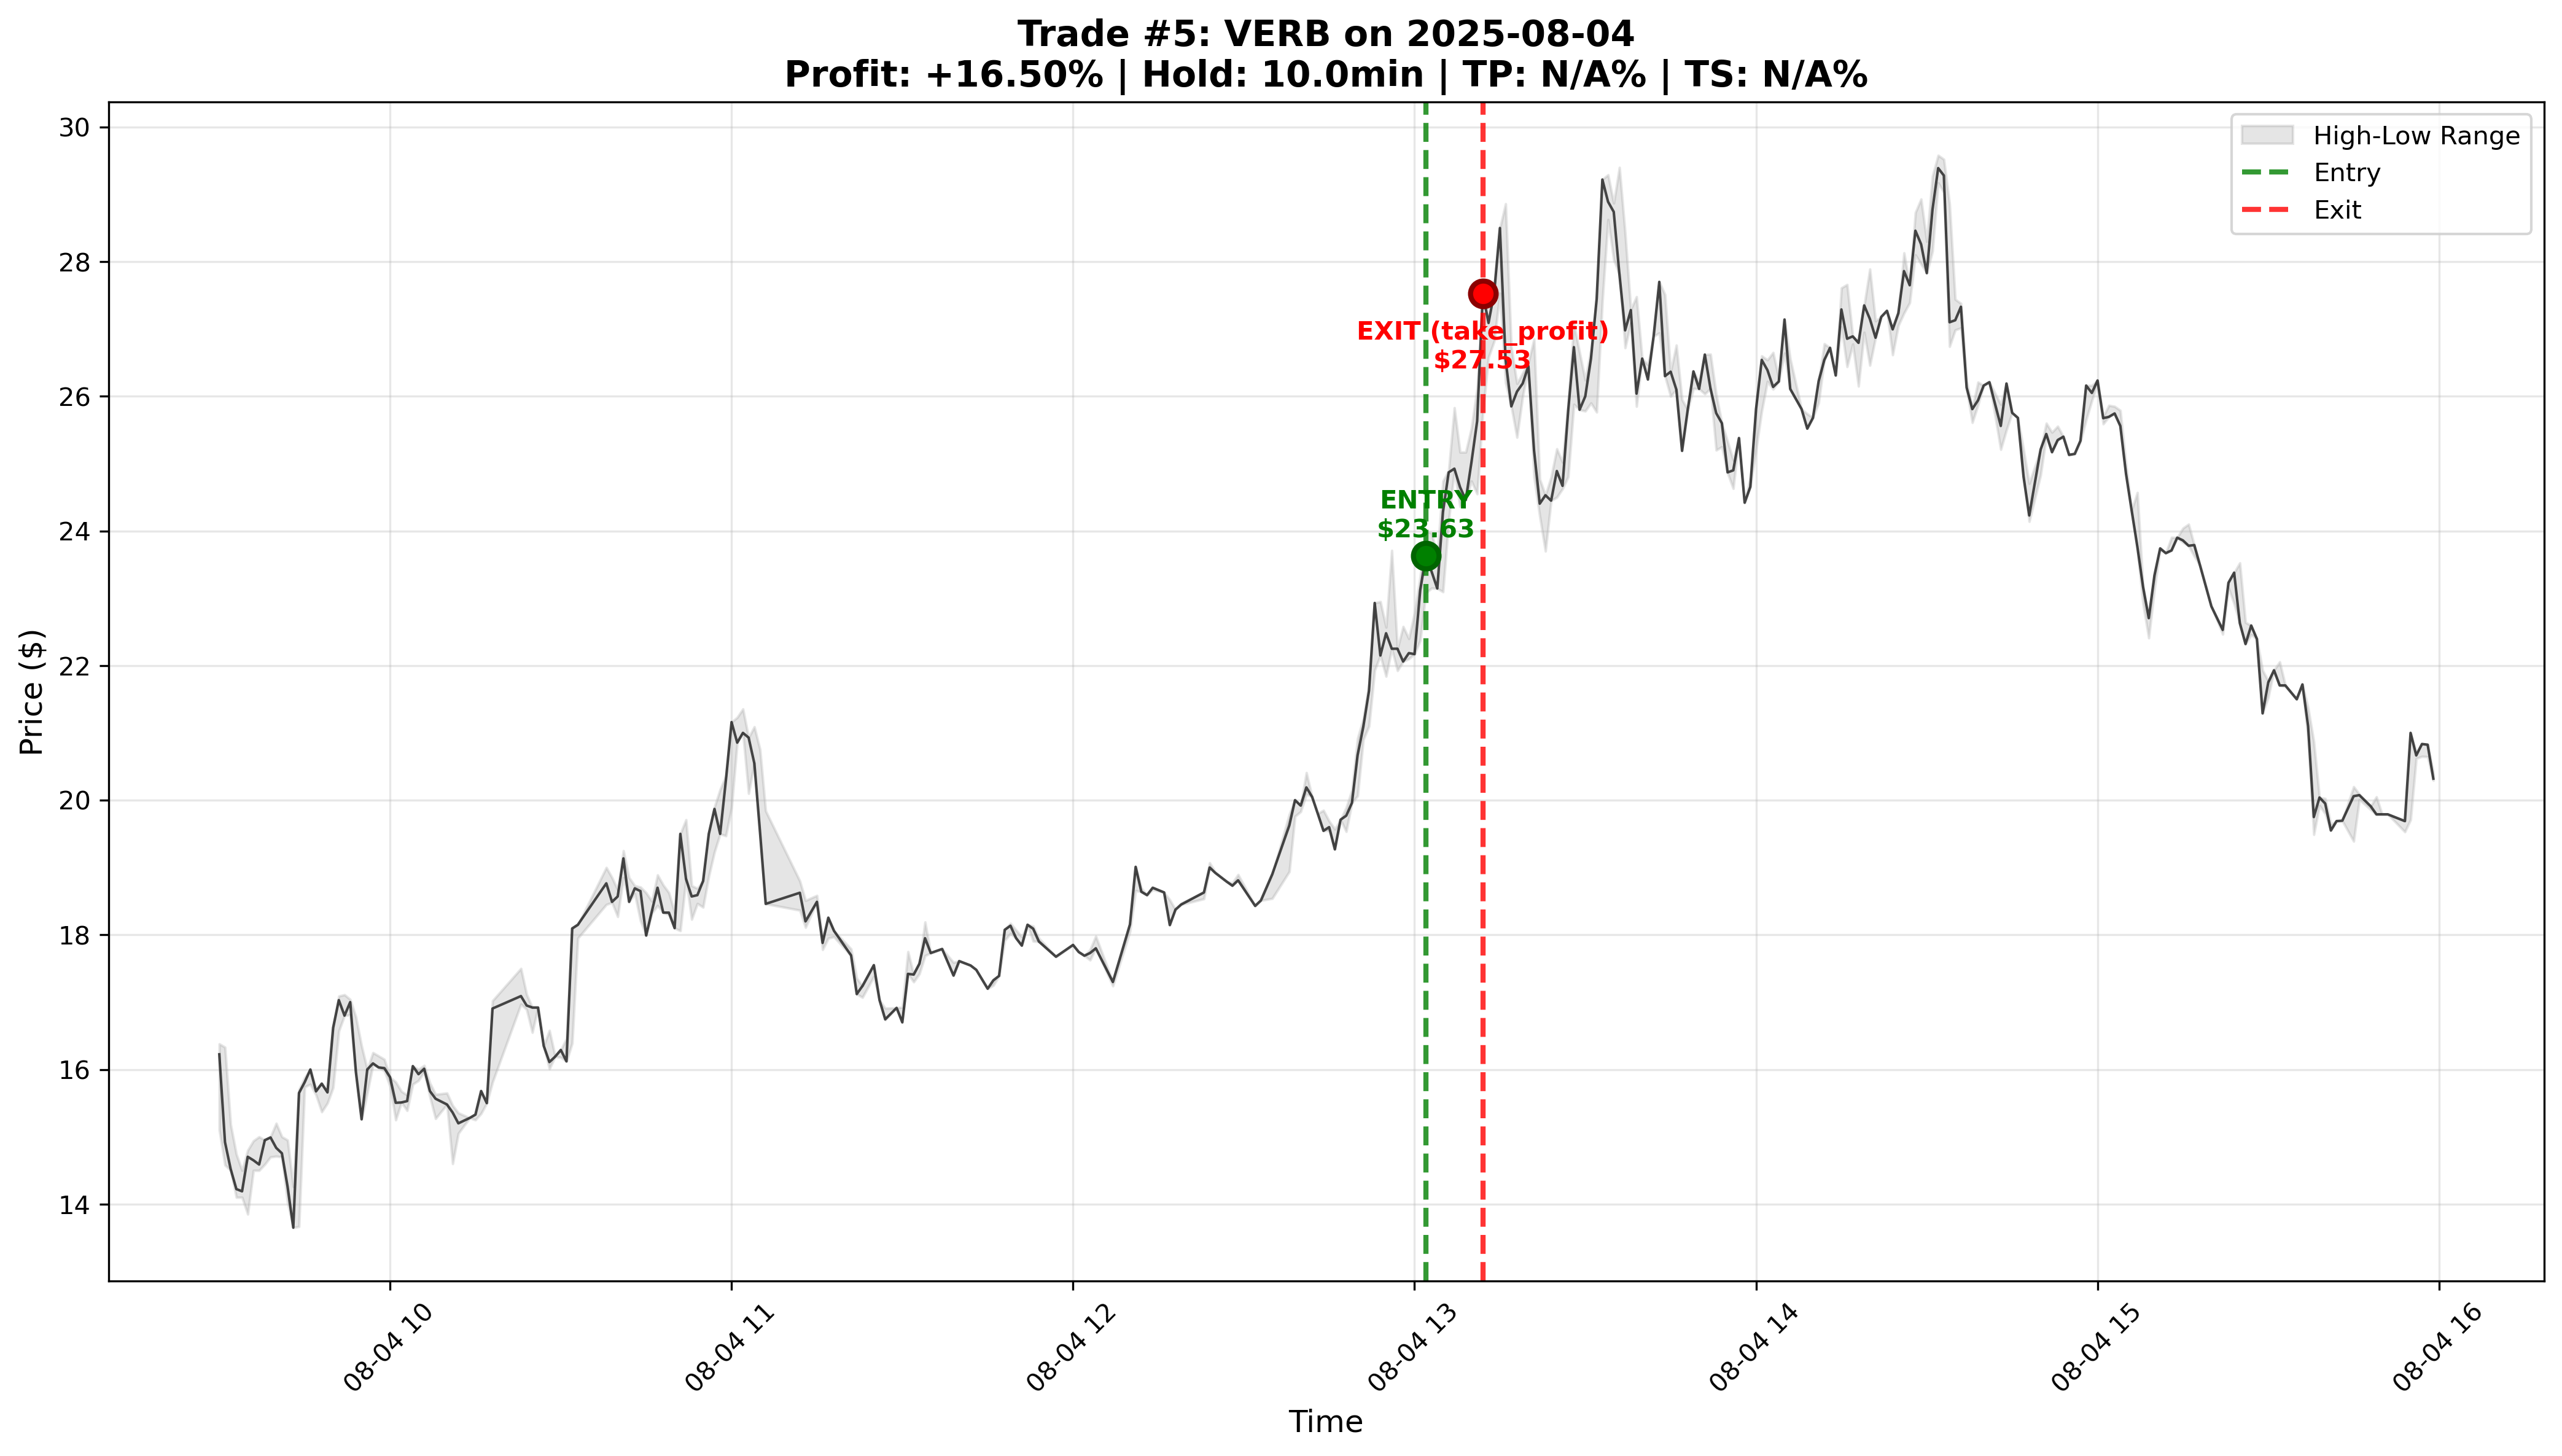 Trade #5: VERB on 2025-08-04
Profit: +16.50% | Hold: 10.0min | TP: N/A% | TS: N/A%
High-Low Range
Entry
Exit
EXIT (take_profit)
$27.53
ENTRY
$23.63
Price ($)
30
28
26
24
22
20
18
16
14
08-04 10
08-04 11
08-04 12
08-04 13
08-04 14
08-04 15
08-04 16
Time